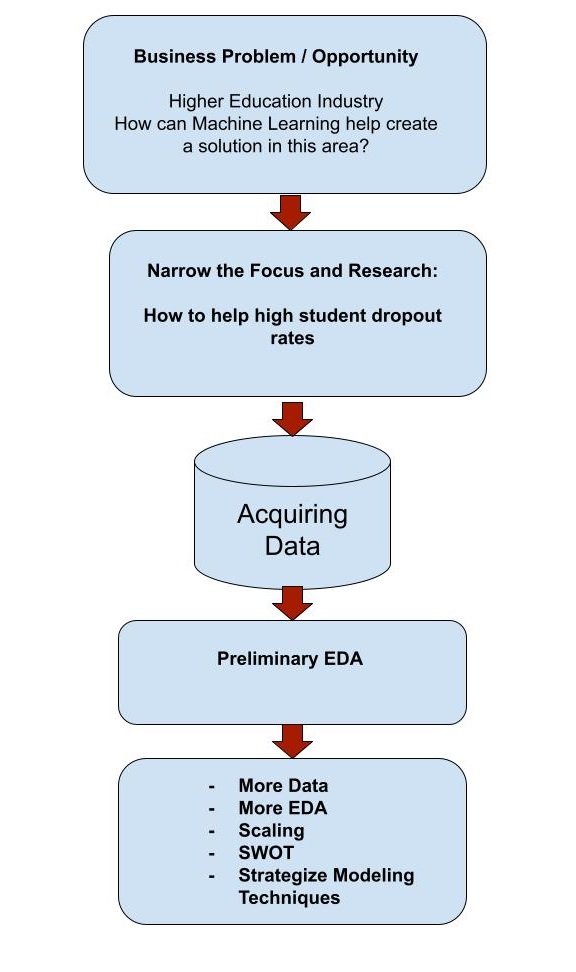 Business Problem / Opportunity
Higher Education Industry
How can Machine Learning help create
a solution in this area?
Narrow the Focus and Research:
How to help high student dropout
rates
Acquiring
Data
Preliminary EDA
- More Data
- More EDA
- Scaling
- SWOT
- Strategize Modeling
Techniques